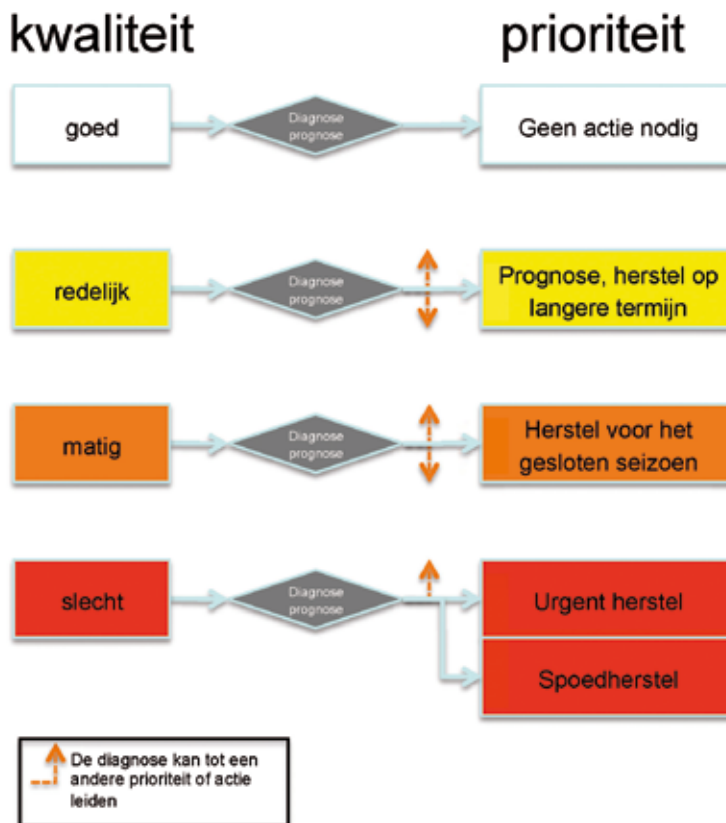 kwaliteit prioriteit
goed
Diagnose
prognose
Geen actie nodig
redelijk
Diagnose
prognose
Prognose, herstel op
langere termijn
matig
Diagnose
prognose
Herstel voor het
gesloten seizoen
slecht
Diagnose
prognose
Urgent herstel
Spoedherstel
De diagnose kan tot een
andere prioriteit of actie
leiden